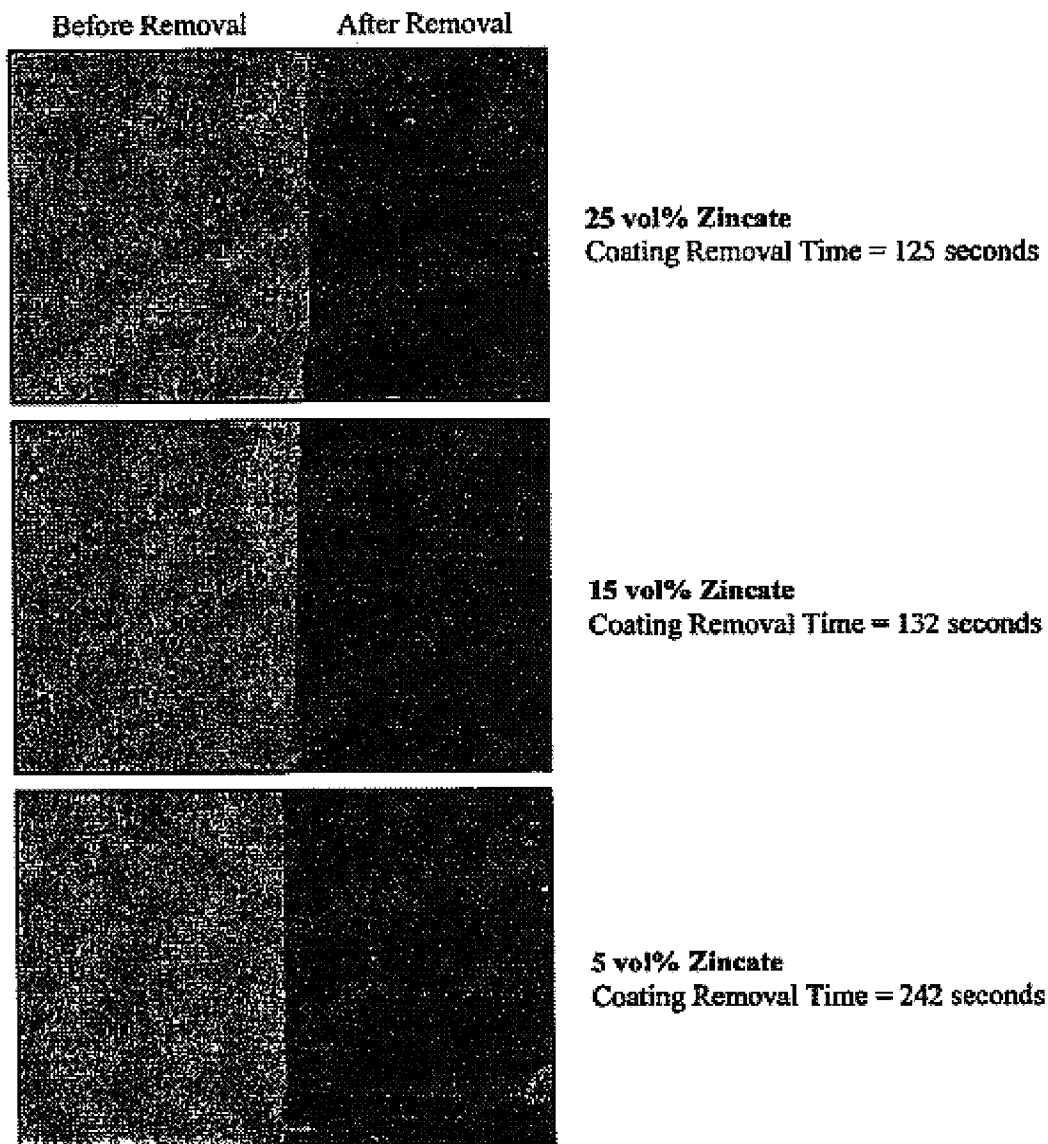 Before Removal After Removal
25 vol% Zincate
Coating Removal Time = 125 seconds
15 vol% Zincate
Coating Removal Time = 132 seconds
5 vol% Zincate
Coating Removal Time = 242 seconds